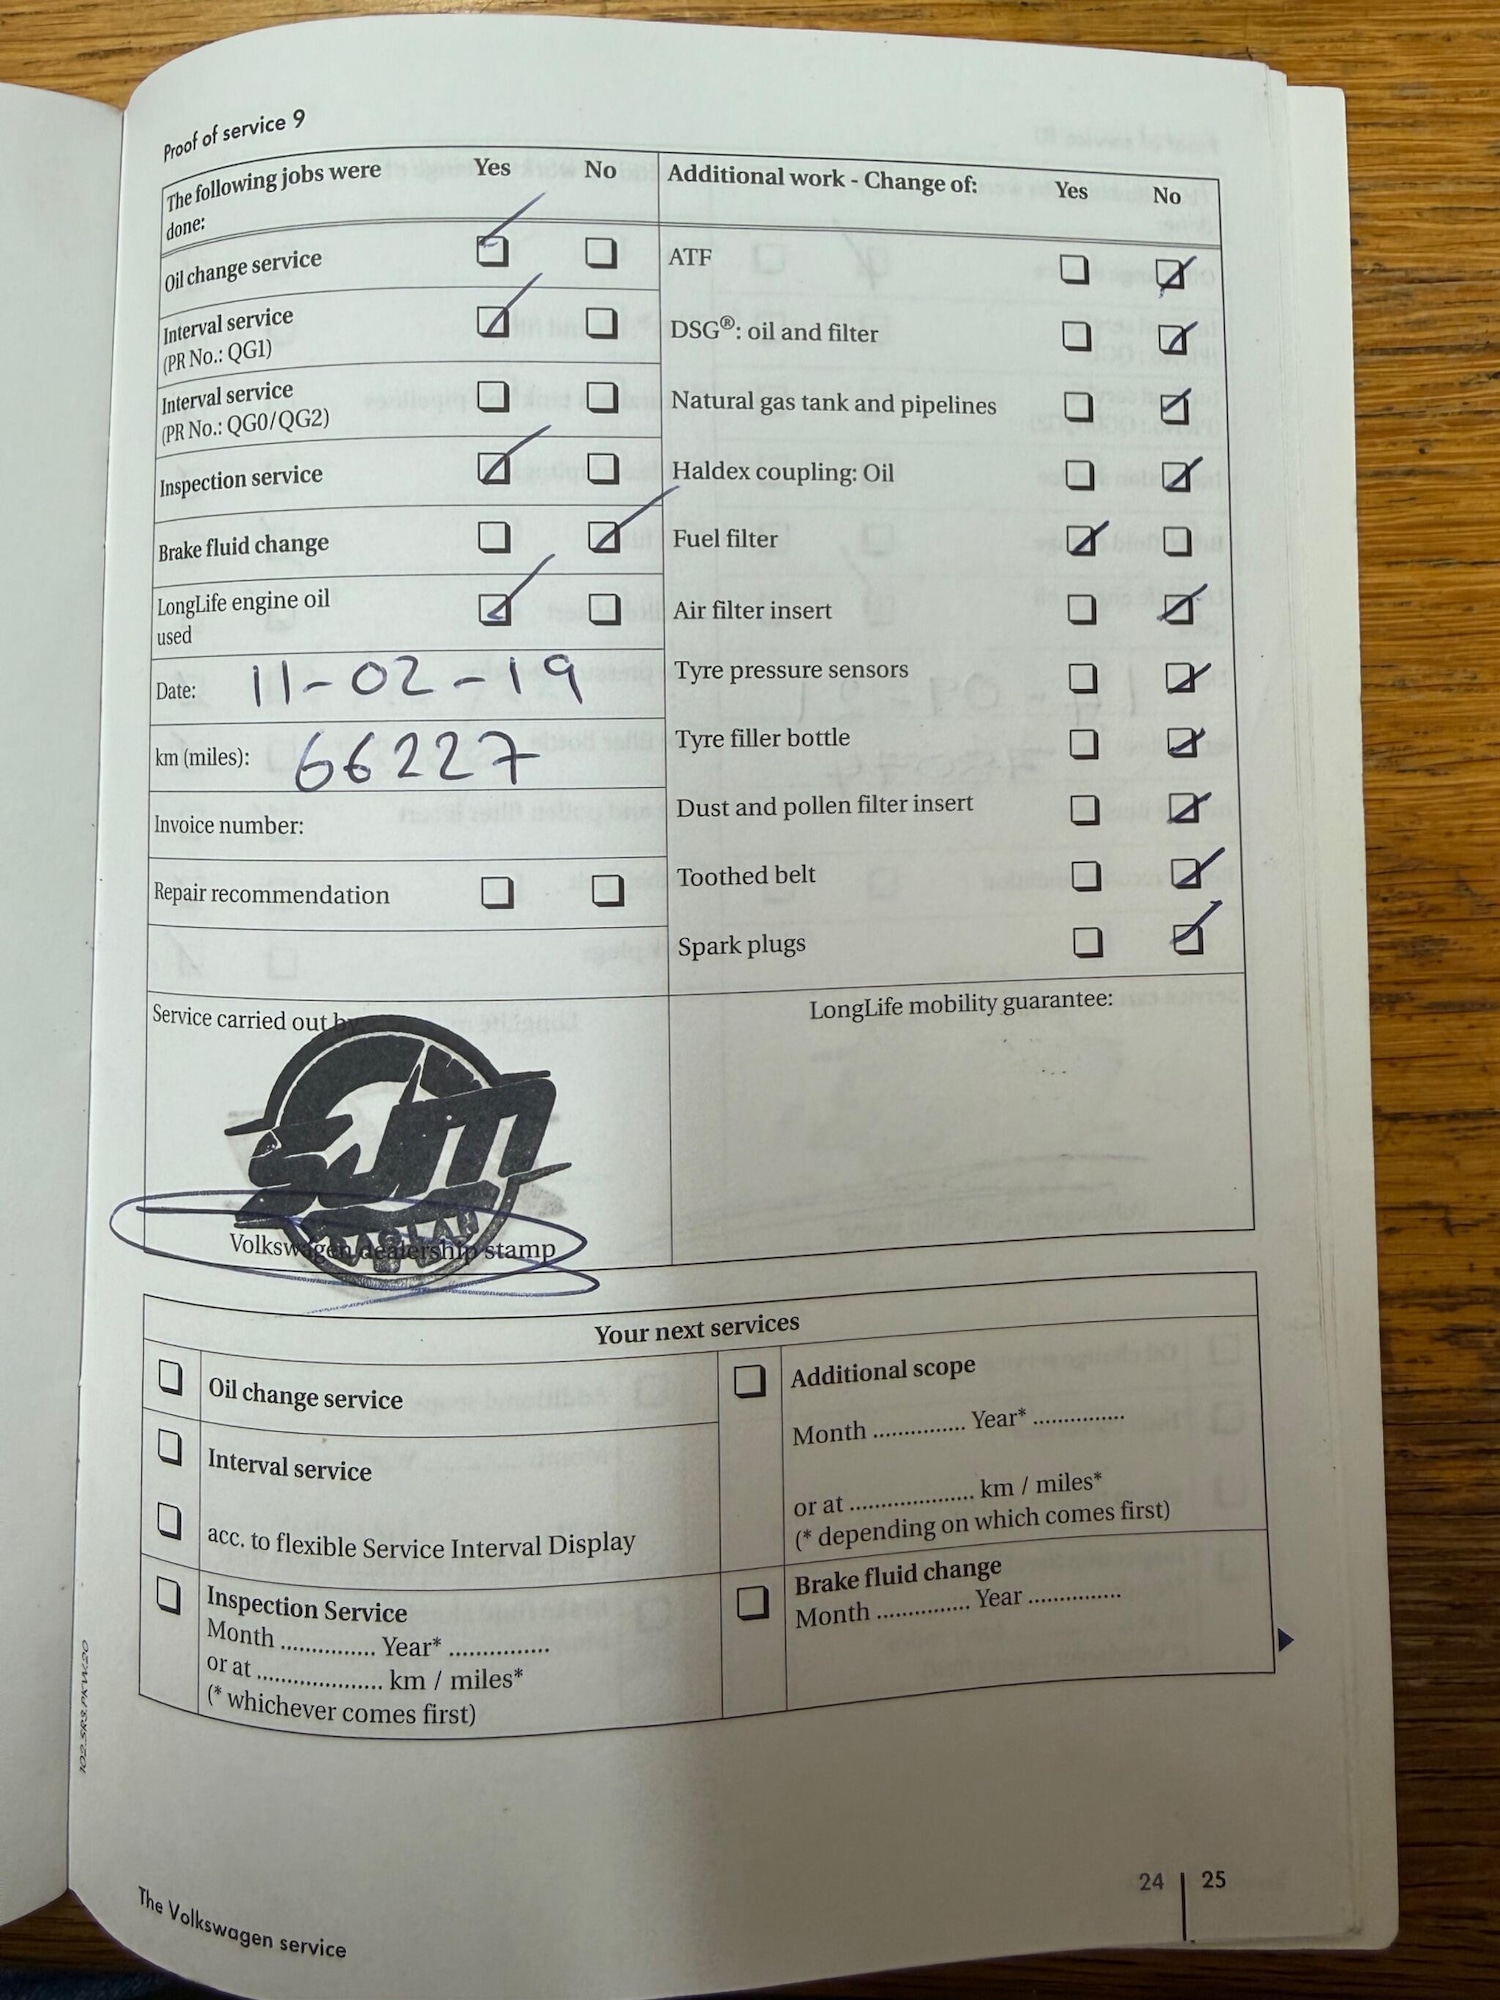 Proof of service 9
The following jobs were
done:
Yes No
Oil change service
Interval service
(PR No.: QG1)
Interval service
(PR No.: QG0/QG2)
Inspection service
Brake fluid change
LongLife engine oil
used
Date: 11-02-19
km (miles): 66227
Invoice number:
Repair recommendation
Service carried out by
SJM
Volkswagen dealership stamp
Additional work - Change of: Yes No
ATF
DSG®: oil and filter
Natural gas tank and pipelines
Haldex coupling: Oil
Fuel filter
Air filter insert
Tyre pressure sensors
Tyre filler bottle
Dust and pollen filter insert
Toothed belt
Spark plugs
LongLife mobility guarantee:
Your next services
Oil change service
Interval service
acc. to flexible Service Interval Display
Inspection Service
Month ............... Year* ................
or at .................... km / miles*
(* whichever comes first)
Additional scope
Month ............... Year* ...............
or at .................... km / miles*
(* depending on which comes first)
Brake fluid change
Month ............... Year ...............
102.5R3.PKW.20
The Volkswagen service
24 | 25